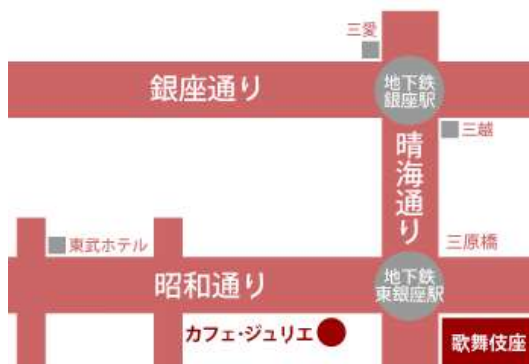 三愛
銀座通り
地下鉄
銀座駅
三越
晴海通り
東武ホテル
三原橋
昭和通り
地下鉄
東銀座駅
カフェ・ジュリエ
歌舞伎座